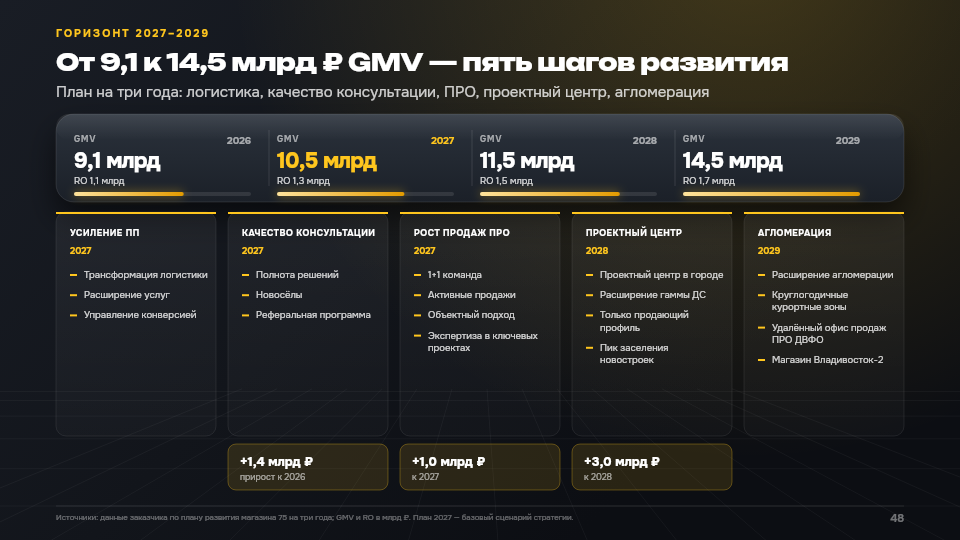 ГОРИЗОНТ 2027–2029
От 9,1 к 14,5 млрд ₽ GMV — пять шагов развития
План на три года: логистика, качество консультации, ПРО, проектный центр, агломерация
GMV 2026
9,1 млрд
RO 1,1 млрд
GMV 2027
10,5 млрд
RO 1,3 млрд
GMV 2028
11,5 млрд
RO 1,5 млрд
GMV 2029
14,5 млрд
RO 1,7 млрд
УСИЛЕНИЕ ПП
2027
Трансформация логистики
Расширение услуг
Управление конверсией
КАЧЕСТВО КОНСУЛЬТАЦИИ
2027
Полнота решений
Новосёлы
Реферальная программа
РОСТ ПРОДАЖ ПРО
2027
1+1 команда
Активные продажи
Объектный подход
Экспертиза в ключевых
проектах
ПРОЕКТНЫЙ ЦЕНТР
2028
Проектный центр в городе
Расширение гаммы ДС
Только продающий
профиль
Пик заселения
новостроек
АГЛОМЕРАЦИЯ
2029
Расширение агломерации
Круглогодичные
курортные зоны
Удалённый офис продаж
ПРО ДВФО
Магазин Владивосток-2
+1,4 млрд ₽
прирост к 2026
+1,0 млрд ₽
к 2027
+3,0 млрд ₽
к 2028
Источники: данные заказчика по плану развития магазина 75 на три года; GMV и RO в млрд ₽. План 2027 — базовый сценарий стратегии.
48